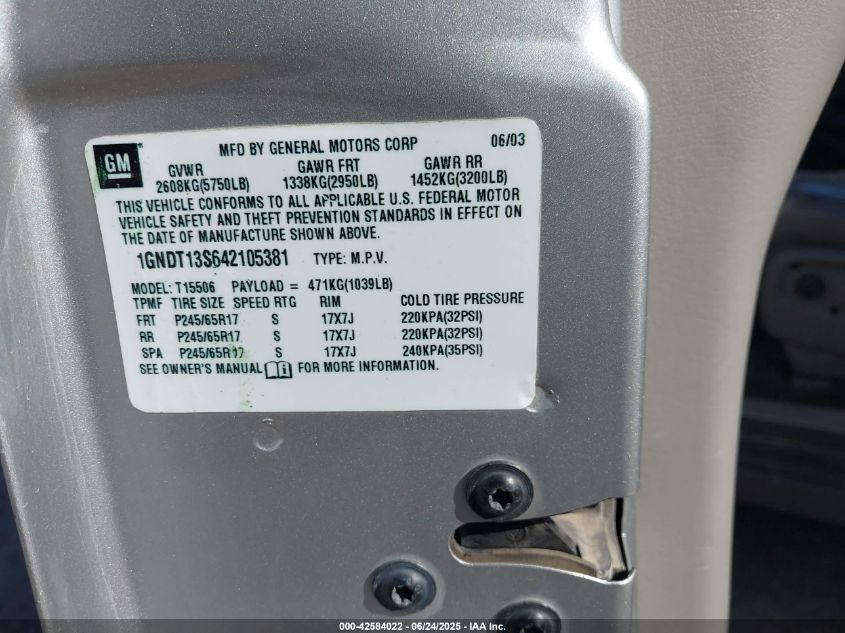 GM
MFD BY GENERAL MOTORS CORP 06/03
GVWR GAWR FRT GAWR RR
2608KG(5750LB) 1338KG(2950LB) 1452KG(3200LB)
THIS VEHICLE CONFORMS TO ALL APPLICABLE U.S. FEDERAL MOTOR
VEHICLE SAFETY AND THEFT PREVENTION STANDARDS IN EFFECT ON
THE DATE OF MANUFACTURE SHOWN ABOVE.
1GNDT13S642105381 TYPE: M.P.V.
MODEL: T15506 PAYLOAD = 471KG(1039LB)
TPMF TIRE SIZE SPEED RTG RIM COLD TIRE PRESSURE
FRT P245/65R17 S 17X7J 220KPA(32PSI)
RR P245/65R17 S 17X7J 220KPA(32PSI)
SPA P245/65R17 S 17X7J 240KPA(35PSI)
SEE OWNER'S MANUAL i FOR MORE INFORMATION.
000-42584022 - 06/24/2025 - IAA Inc.